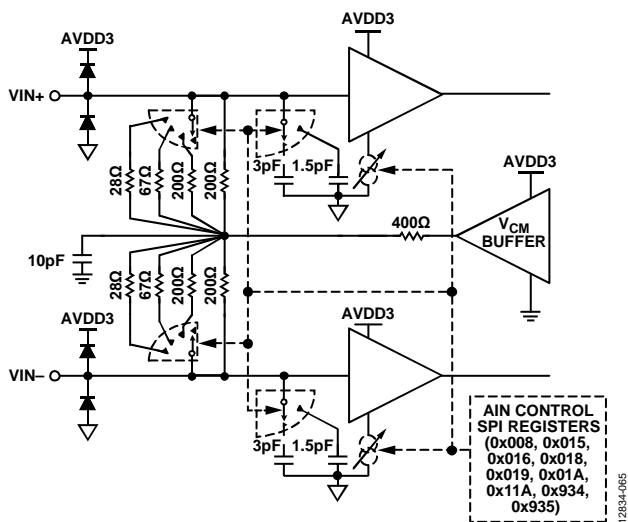 AVDD3
AVDD3
VIN+
28Ω
67Ω
200Ω
200Ω
3pF
1.5pF
AVDD3
400Ω
VCM
BUFFER
10pF
28Ω
67Ω
200Ω
200Ω
AVDD3
AVDD3
VIN–
3pF
1.5pF
AIN CONTROL
SPI REGISTERS
(0x008, 0x015,
0x016, 0x018,
0x019, 0x01A,
0x11A, 0x934,
0x935)
12834-065